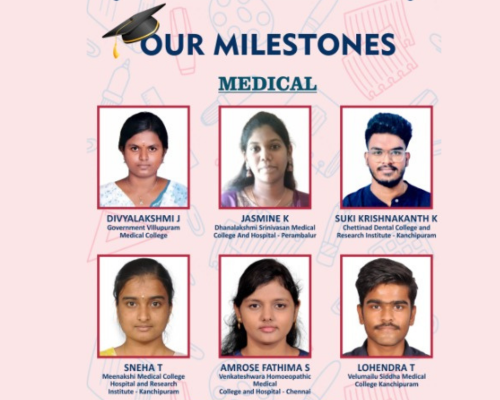 OUR MILESTONES
MEDICAL
DIVYALAKSHMI J
Government Villupuram
Medical College
JASMINE K
Dhanalakshmi Srinivasan Medical
College And Hospital - Perambalur
SUKI KRISHNAKANTH K
Chettinad Dental College and
Research Institute - Kanchipuram
SNEHA T
Meenakshi Medical College
Hospital and Research
Institute - Kanchipuram
AMROSE FATHIMA S
Venkateshwara Homoeopathic
Medical
College and Hospital - Chennai
LOHENDRA T
Velumailu Siddha Medical
College Kanchipuram